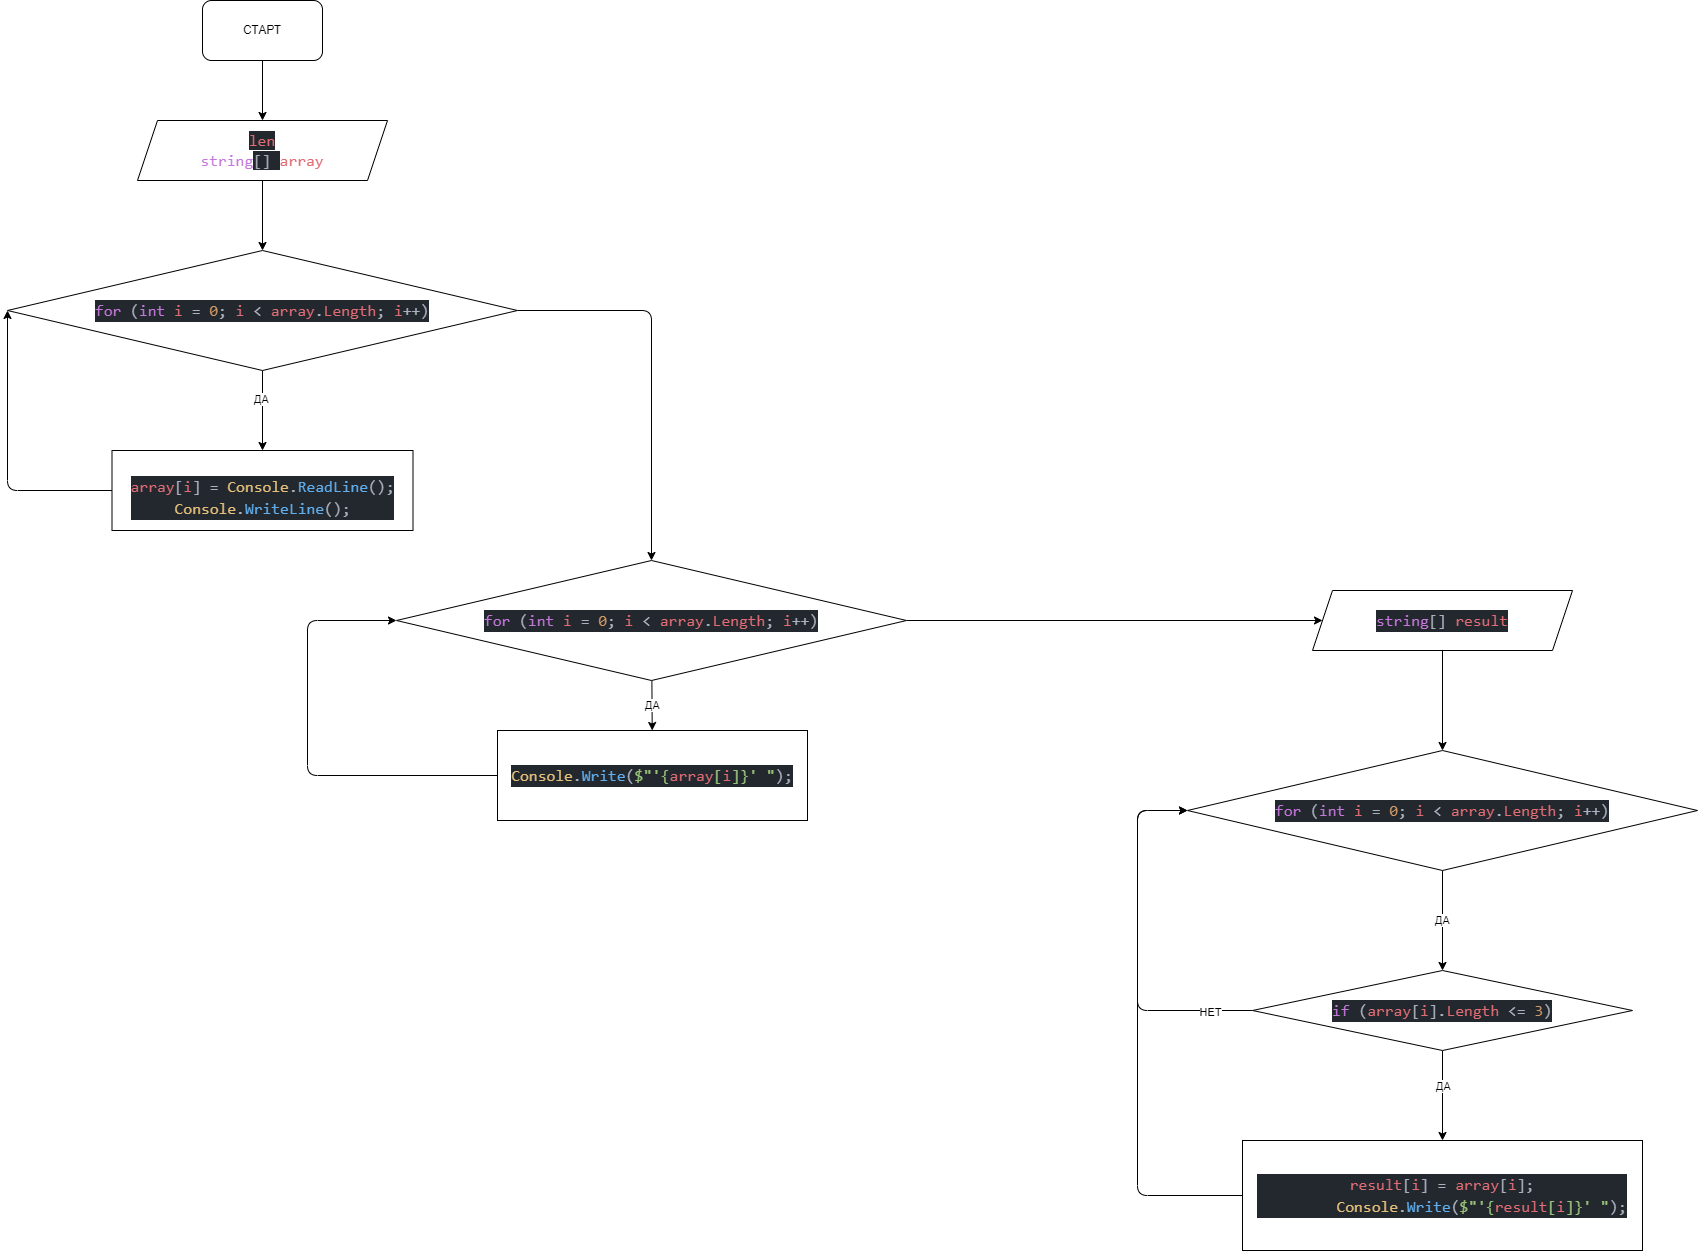 СТАРТ
len
string[] array
for (int i = 0; i < array.Length; i++)
ДА
array[i] = Console.ReadLine();
Console.WriteLine();
for (int i = 0; i < array.Length; i++)
ДА
Console.Write($"'{array[i]}' ");
string[] result
for (int i = 0; i < array.Length; i++)
ДА
if (array[i].Length <= 3)
НЕТ
ДА
result[i] = array[i];
Console.Write($"'{result[i]}' ");